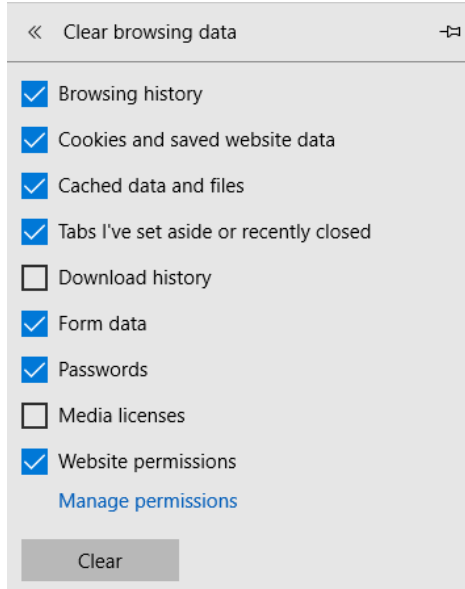 Clear browsing data
Browsing history
Cookies and saved website data
Cached data and files
Tabs I've set aside or recently closed
Download history
Form data
Passwords
Media licenses
Website permissions
Manage permissions
Clear